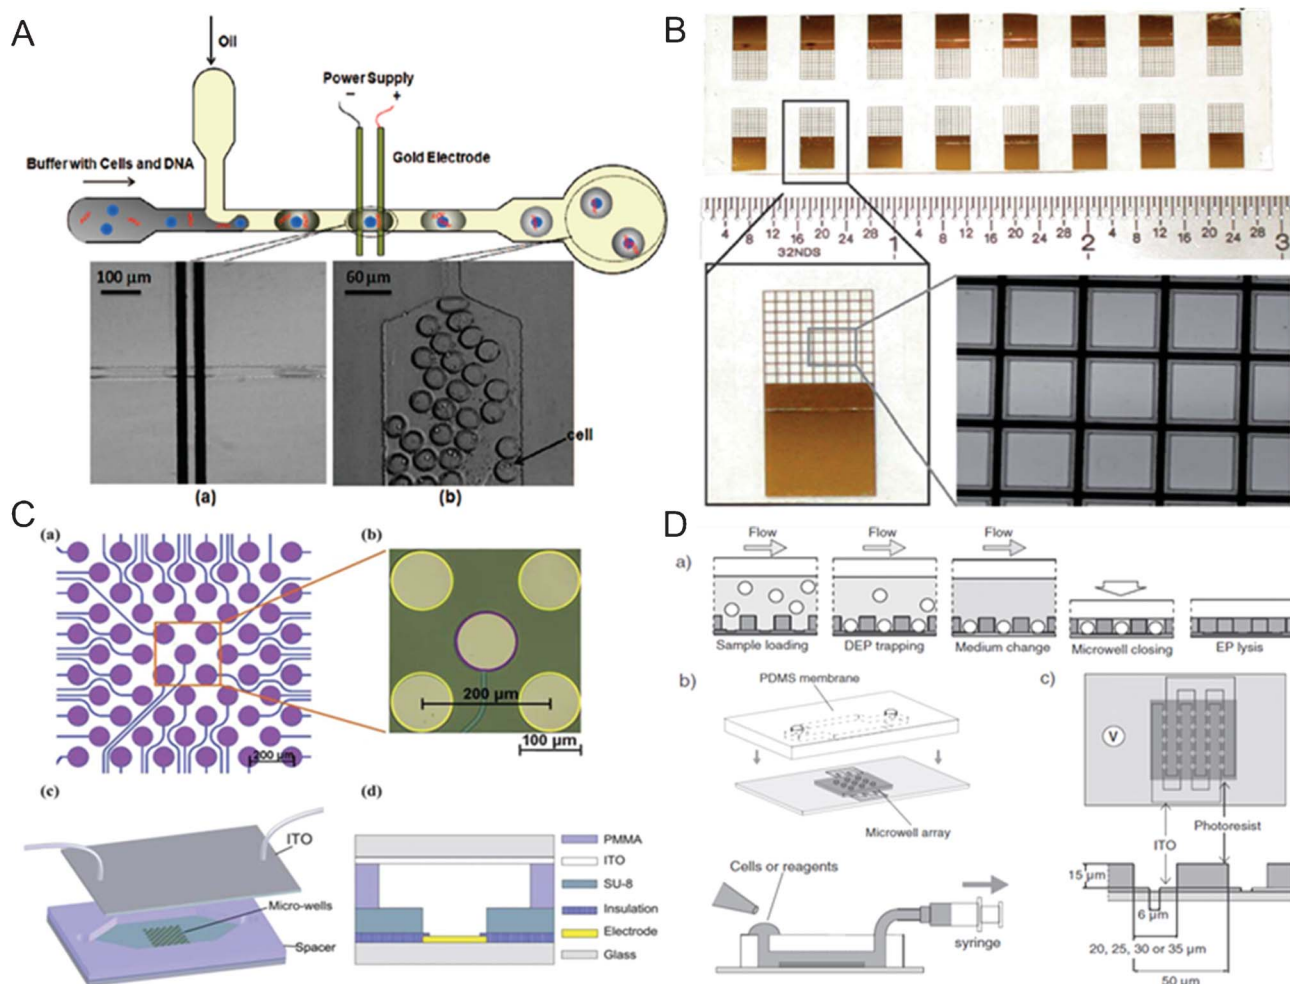 A
Oil
Power Supply
− +
Buffer with Cells and DNA
Gold Electrode
100 µm
60 µm
cell
(a)
(b)
B
4 8 12 16 20 24 28 1 4 8 12 16 20 24 28 2 4 8 12 16 20 24 28 3
32NDS
C
(a)
(b)
200 µm
200 µm
100 µm
(c)
(d)
ITO
Micro-wells
Spacer
PMMA
ITO
SU-8
Insulation
Electrode
Glass
D
a)
Flow
Flow
Flow
Sample loading
DEP trapping
Medium change
Microwell closing
EP lysis
b)
PDMS membrane
Microwell array
Cells or reagents
syringe
c)
V
Photoresist
ITO
15 µm
6 µm
20, 25, 30 or 35 µm
50 µm